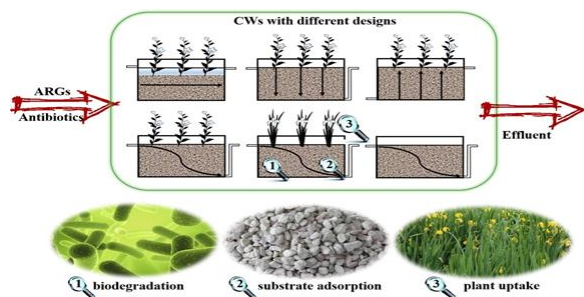 CWs with different designs
ARGs
Antibiotics
Effluent
3
1
2
1 biodegradation
2 substrate adsorption
3 plant uptake